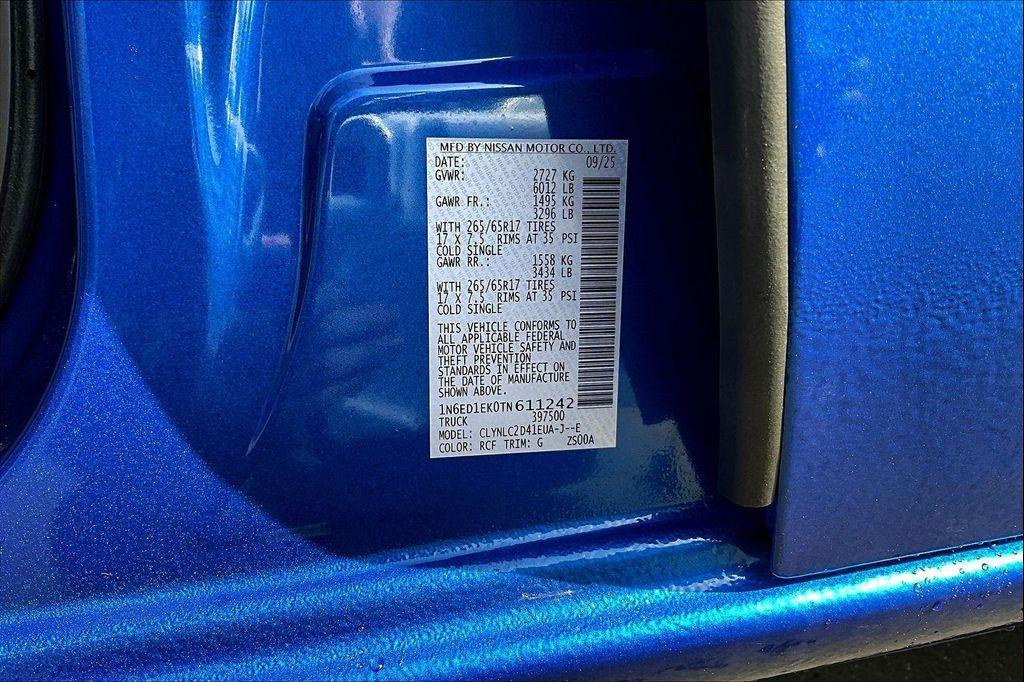 MFD BY NISSAN MOTOR CO., LTD.
DATE: 09/25
GVWR: 2727 KG
6012 LB
GAWR FR.: 1495 KG
3296 LB
WITH 265/65R17 TIRES
17 X 7.5 RIMS AT 35 PSI
COLD SINGLE
GAWR RR.: 1558 KG
3434 LB
WITH 265/65R17 TIRES
17 X 7.5 RIMS AT 35 PSI
COLD SINGLE
THIS VEHICLE CONFORMS TO
ALL APPLICABLE FEDERAL
MOTOR VEHICLE SAFETY AND
THEFT PREVENTION
STANDARDS IN EFFECT ON
THE DATE OF MANUFACTURE
SHOWN ABOVE.
1N6ED1EK0TN611242
TRUCK 397500
MODEL: CLYNLC2D41EUA-J--E
COLOR: RCF TRIM: G ZS00A